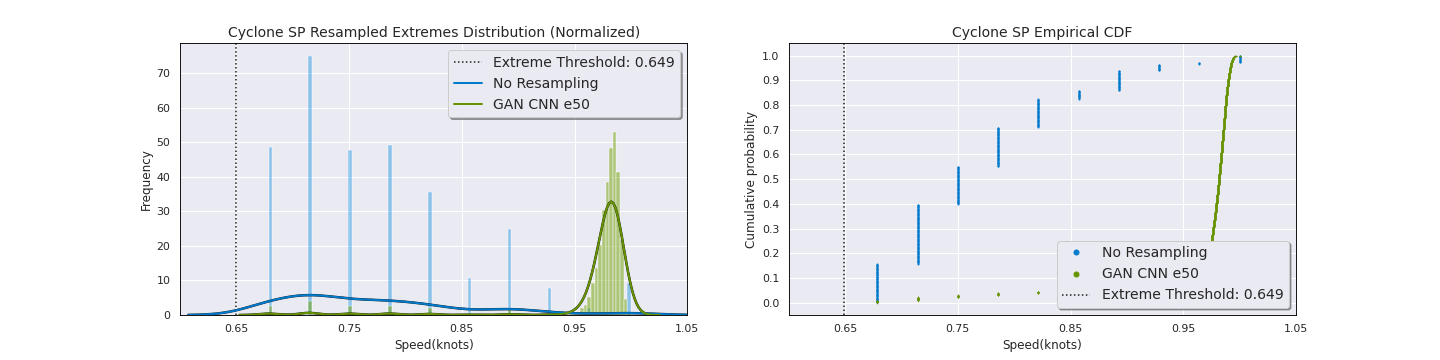 Cyclone SP Resampled Extremes Distribution (Normalized)
Frequency
70
60
50
40
30
20
10
0
Extreme Threshold: 0.649
No Resampling
GAN CNN e50
0.65
0.75
0.85
0.95
1.05
Speed(knots)
Cyclone SP Empirical CDF
Cumulative probability
1.0
0.9
0.8
0.7
0.6
0.5
0.4
0.3
0.2
0.1
0.0
No Resampling
GAN CNN e50
Extreme Threshold: 0.649
0.65
0.75
0.85
0.95
1.05
Speed(knots)